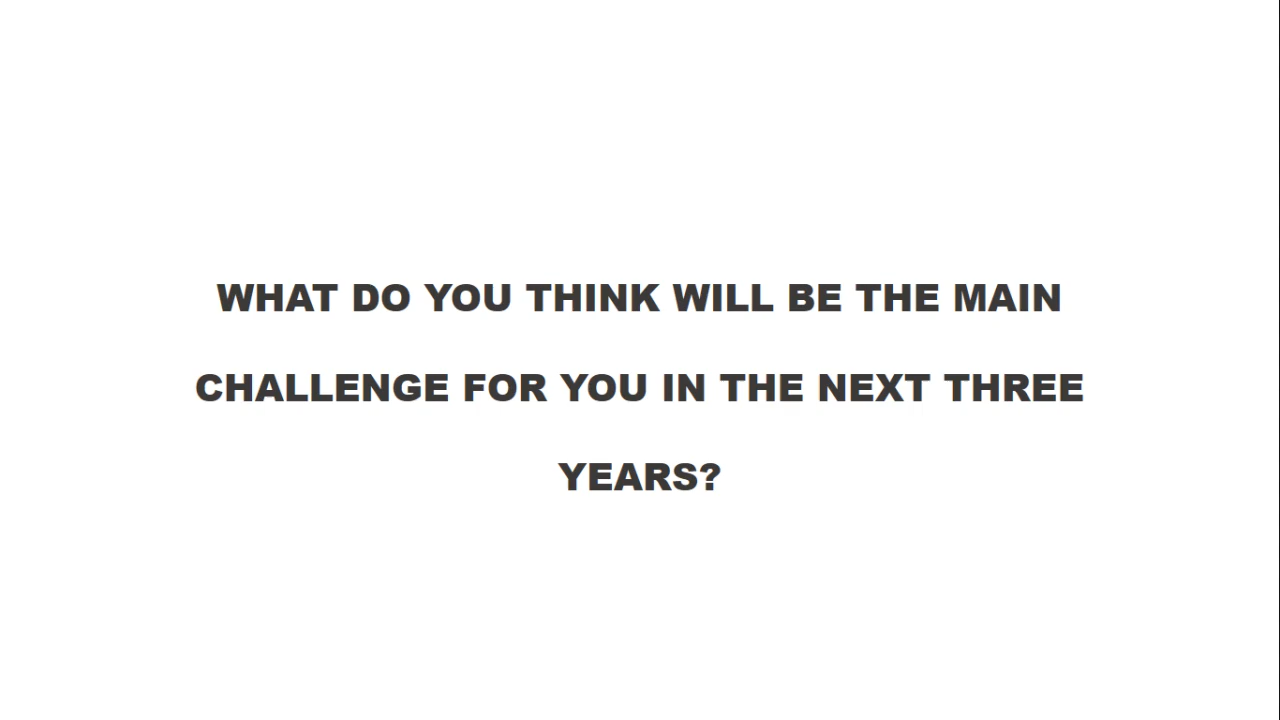 WHAT DO YOU THINK WILL BE THE MAIN
CHALLENGE FOR YOU IN THE NEXT THREE
YEARS?